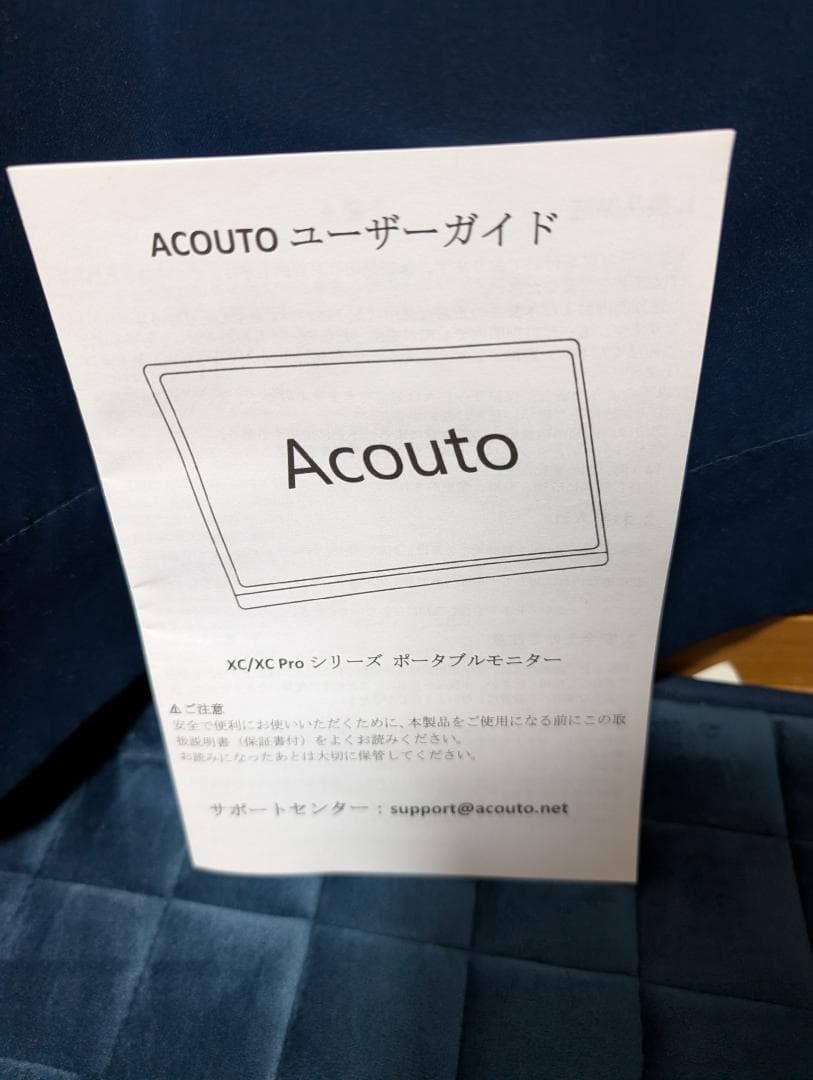 ACOUTO ユーザーガイド
Acouto
XC/XC Pro シリーズ ポータブルモニター
⚠ご注意
安全で便利にお使いいただくために、本製品をご使用になる前にこの取
扱説明書（保証書付）をよくお読みください。
お読みになったあとは大切に保管してください。
サポートセンター：support@acouto.net